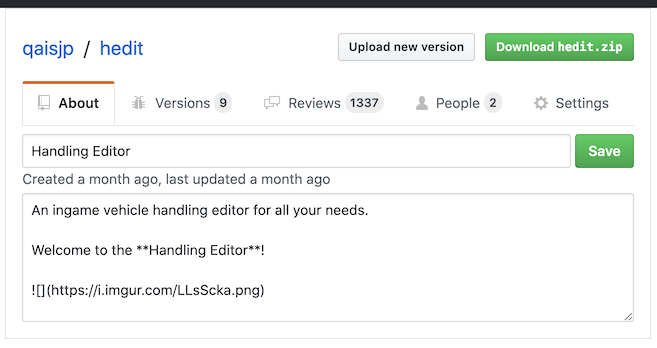 qaisjp / hedit
Upload new version
Download hedit.zip
About
Versions 9
Reviews 1337
People 2
Settings
Handling Editor
Save
Created a month ago, last updated a month ago
An ingame vehicle handling editor for all your needs.
Welcome to the **Handling Editor**!
![](https://i.imgur.com/LLsScka.png)